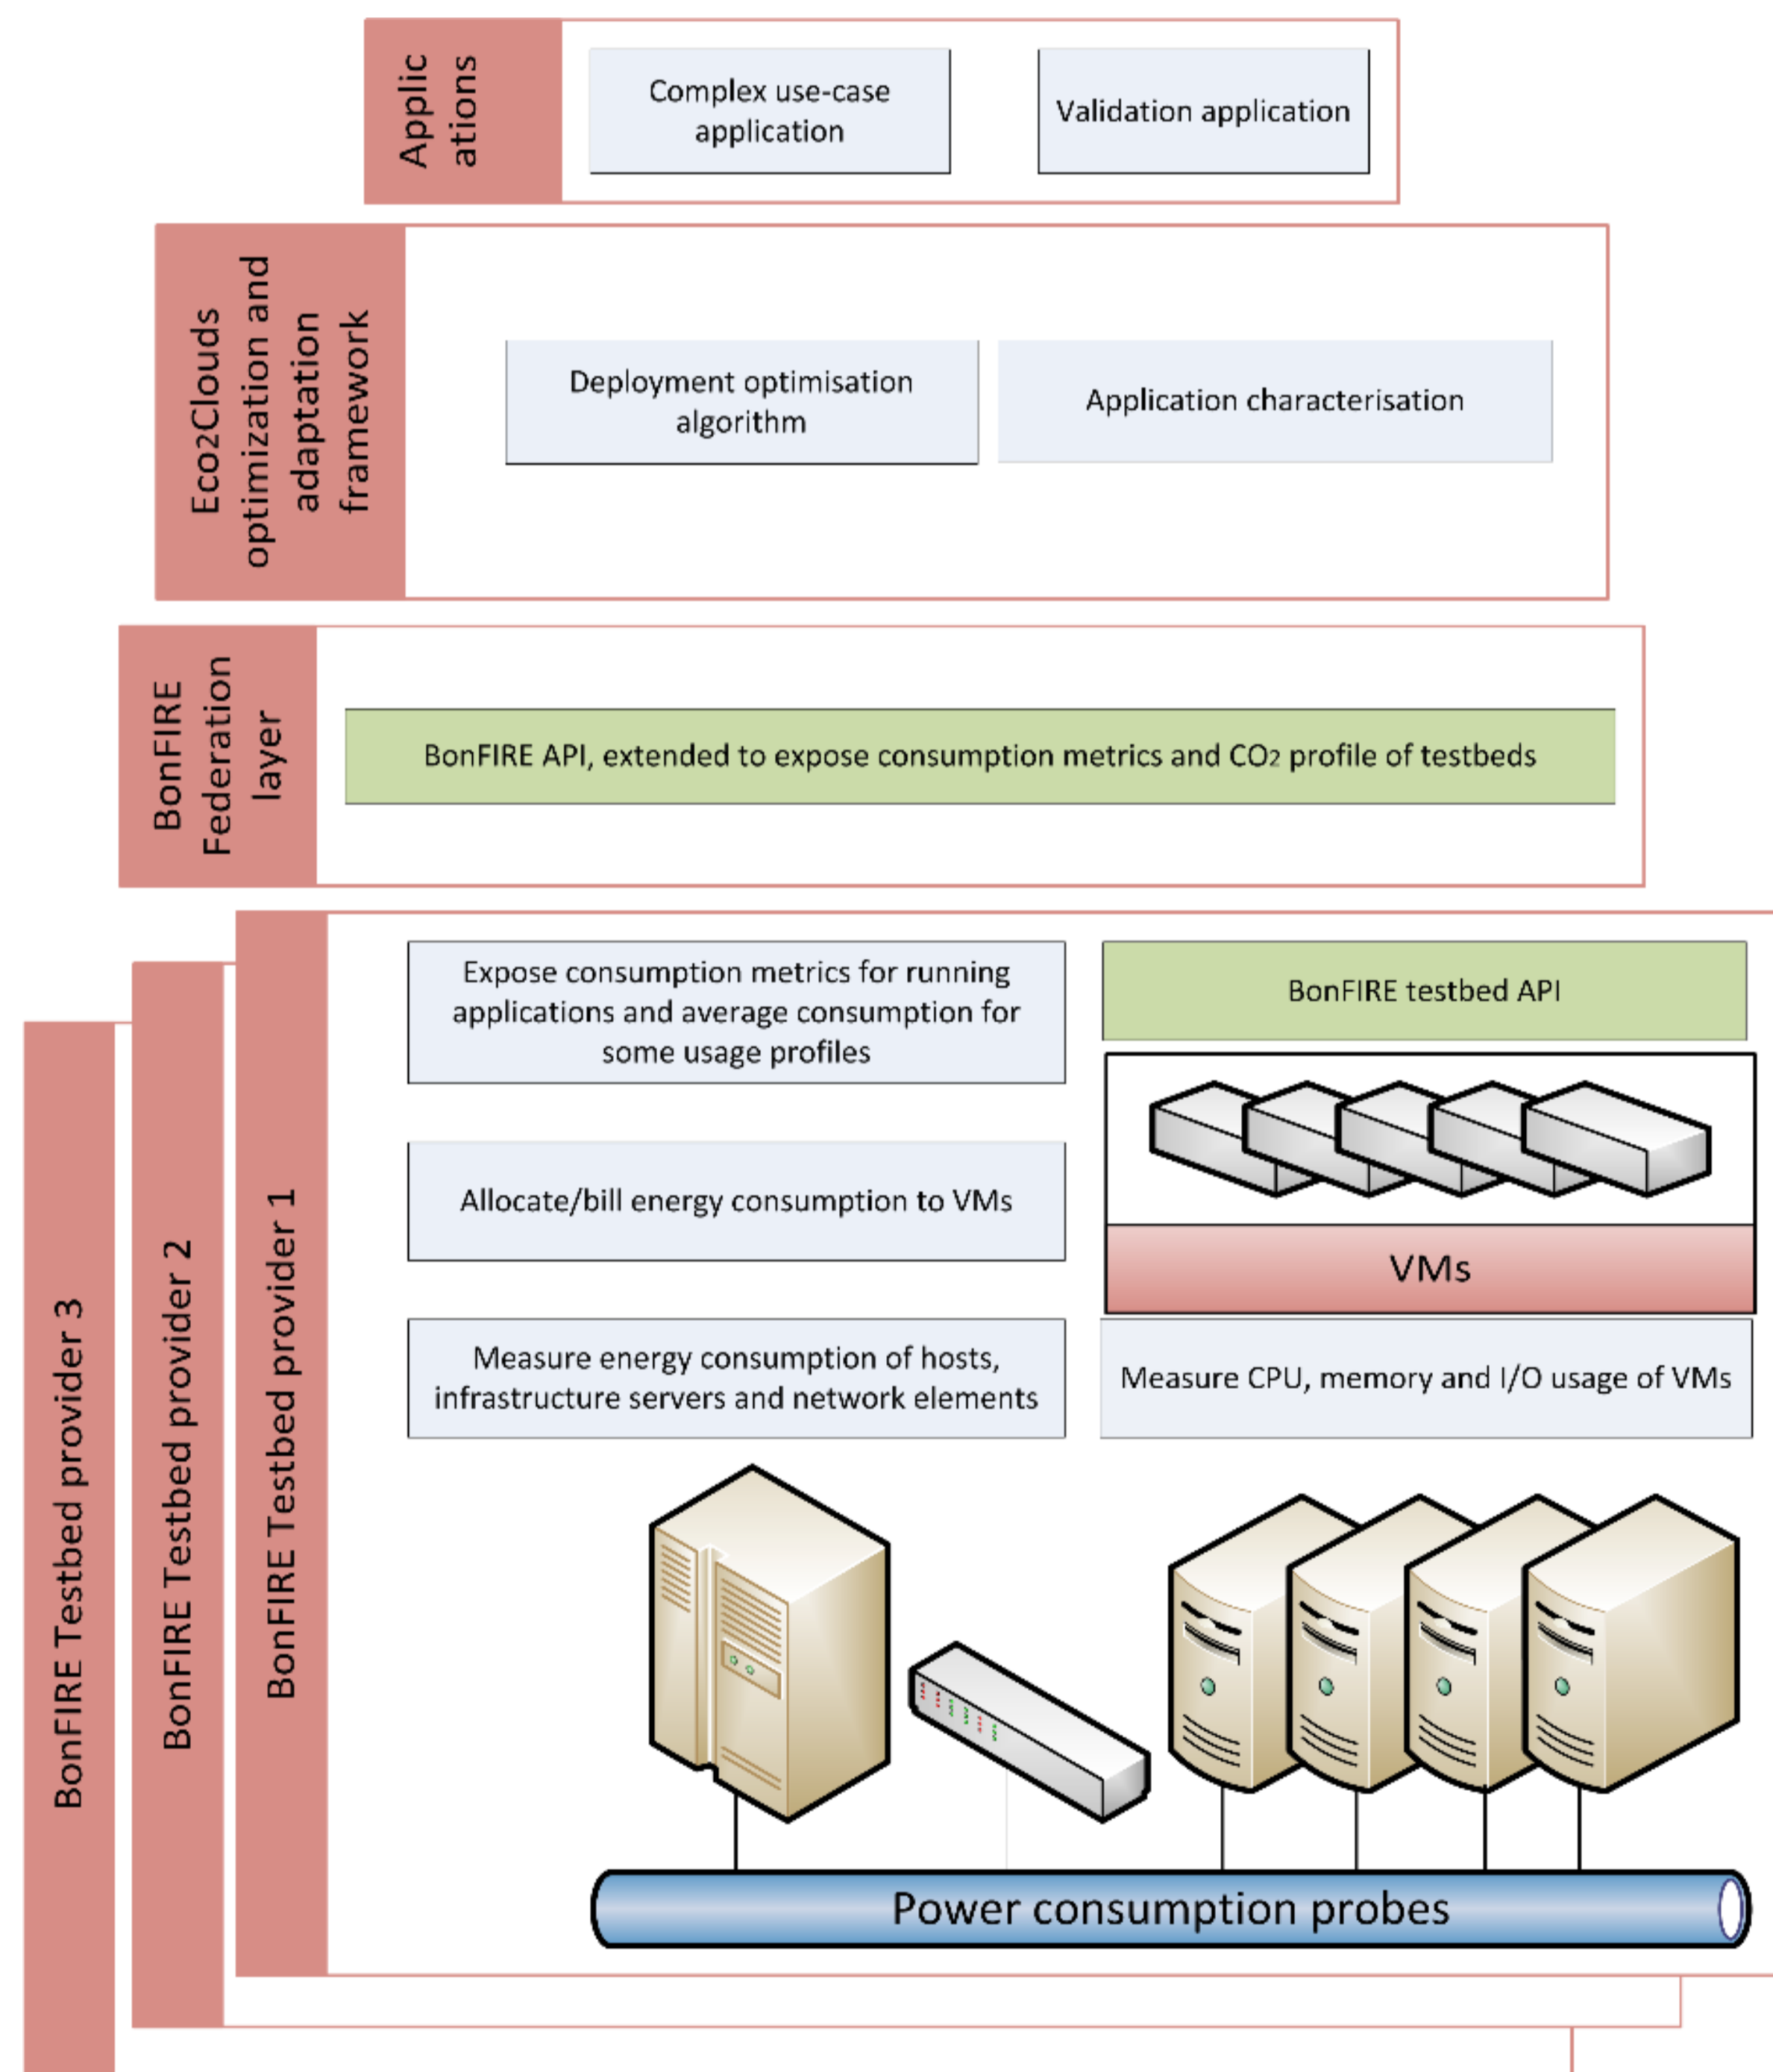 Applic
ations
Complex use-case
application
Validation application
Eco2Clouds
optimization and
adaptation
framework
Deployment optimisation
algorithm
Application characterisation
BonFIRE
Federation
layer
BonFIRE API, extended to expose consumption metrics and CO2 profile of testbeds
BonFIRE Testbed provider 3
BonFIRE Testbed provider 2
BonFIRE Testbed provider 1
Expose consumption metrics for running
applications and average consumption for
some usage profiles
BonFIRE testbed API
Allocate/bill energy consumption to VMs
VMs
Measure energy consumption of hosts,
infrastructure servers and network elements
Measure CPU, memory and I/O usage of VMs
Power consumption probes